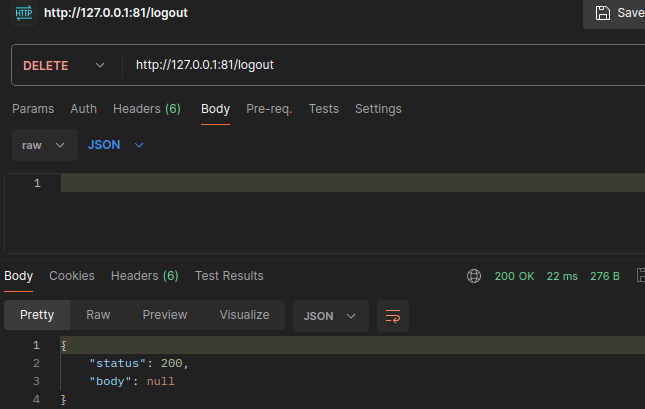 HTTP http://127.0.0.1:81/logout Save
DELETE http://127.0.0.1:81/logout
Params Auth Headers (6) Body Pre-req. Tests Settings
raw JSON
1
Body Cookies Headers (6) Test Results 200 OK 22 ms 276 B
Pretty Raw Preview Visualize JSON
1 {
2 "status": 200,
3 "body": null
4 }